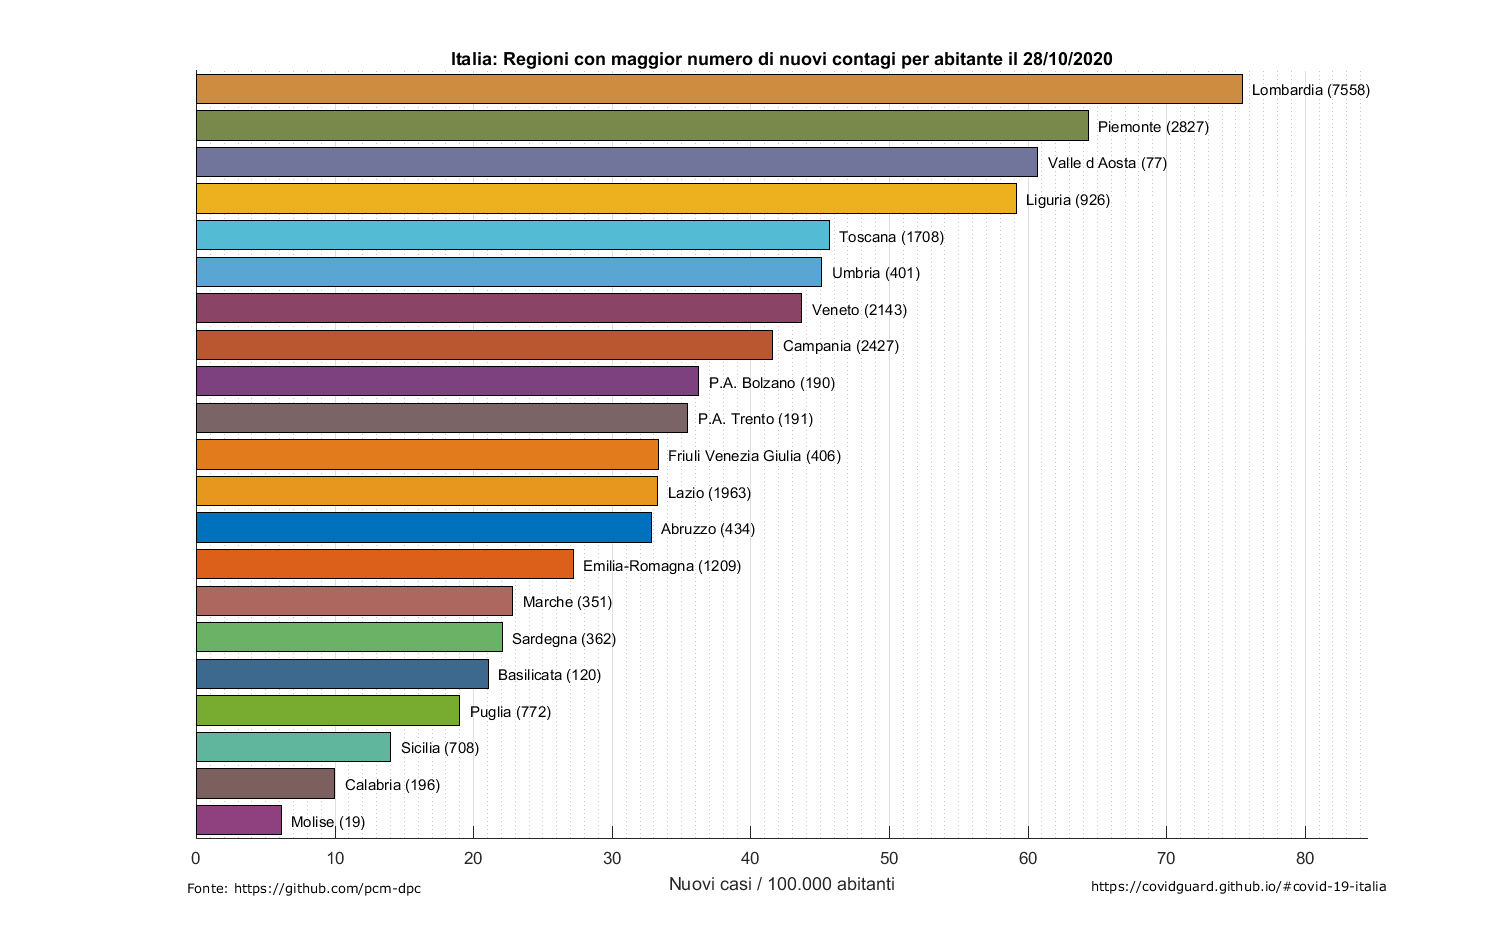 Italia: Regioni con maggior numero di nuovi contagi per abitante il 28/10/2020
Lombardia (7558)
Piemonte (2827)
Valle d Aosta (77)
Liguria (926)
Toscana (1708)
Umbria (401)
Veneto (2143)
Campania (2427)
P.A. Bolzano (190)
P.A. Trento (191)
Friuli Venezia Giulia (406)
Lazio (1963)
Abruzzo (434)
Emilia-Romagna (1209)
Marche (351)
Sardegna (362)
Basilicata (120)
Puglia (772)
Sicilia (708)
Calabria (196)
Molise (19)
0 10 20 30 40 50 60 70 80
Nuovi casi / 100.000 abitanti
Fonte: https://github.com/pcm-dpc
https://covidguard.github.io/#covid-19-italia